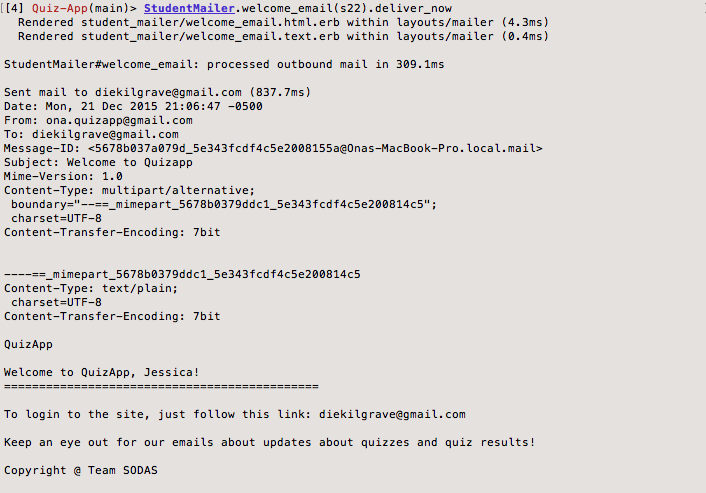 [[4] Quiz-App(main)> StudentMailer.welcome_email(s22).deliver_now
Rendered student_mailer/welcome_email.html.erb within layouts/mailer (4.3ms)
Rendered student_mailer/welcome_email.text.erb within layouts/mailer (0.4ms)
StudentMailer#welcome_email: processed outbound mail in 309.1ms
Sent mail to diekilgrave@gmail.com (837.7ms)
Date: Mon, 21 Dec 2015 21:06:47 -0500
From: ona.quizapp@gmail.com
To: diekilgrave@gmail.com
Message-ID: <5678b037a079d_5e343fcdf4c5e2008155a@Onas-MacBook-Pro.local.mail>
Subject: Welcome to Quizapp
Mime-Version: 1.0
Content-Type: multipart/alternative;
boundary="--==_mimepart_5678b0379ddc1_5e343fcdf4c5e200814c5";
charset=UTF-8
Content-Transfer-Encoding: 7bit
----==_mimepart_5678b0379ddc1_5e343fcdf4c5e200814c5
Content-Type: text/plain;
charset=UTF-8
Content-Transfer-Encoding: 7bit
QuizApp
Welcome to QuizApp, Jessica!
=============================================
To login to the site, just follow this link: diekilgrave@gmail.com
Keep an eye out for our emails about updates about quizzes and quiz results!
Copyright @ Team SODAS